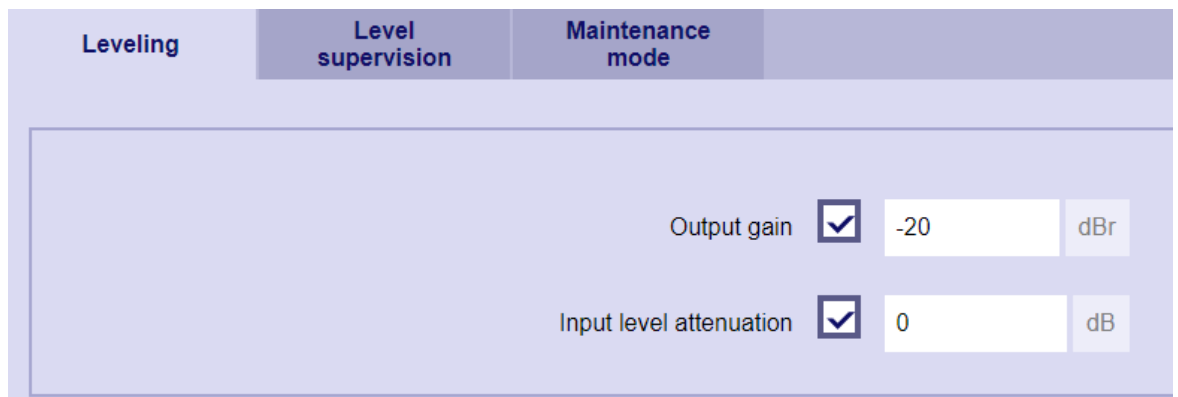 Leveling
Level
supervision
Maintenance
mode
Output gain -20 dBr
Input level attenuation 0 dB